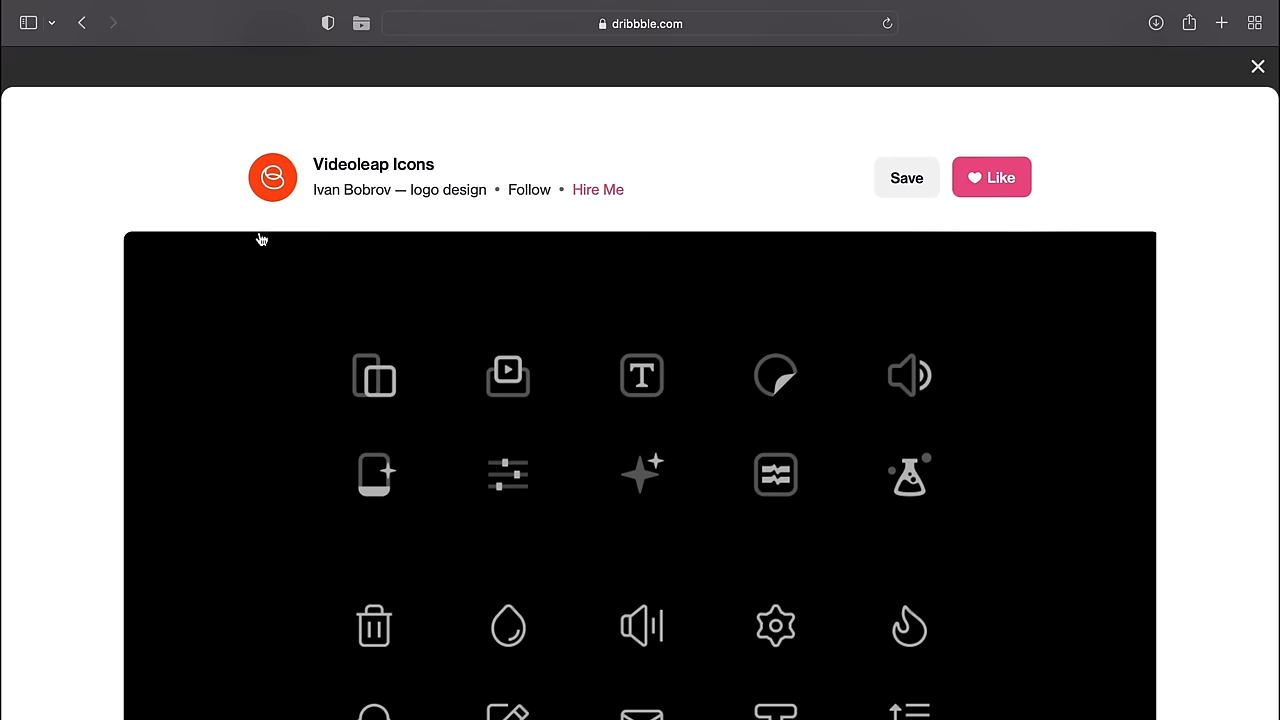 dribbble.com
Videoleap Icons
Ivan Bobrov — logo design • Follow • Hire Me
Save
Like
T